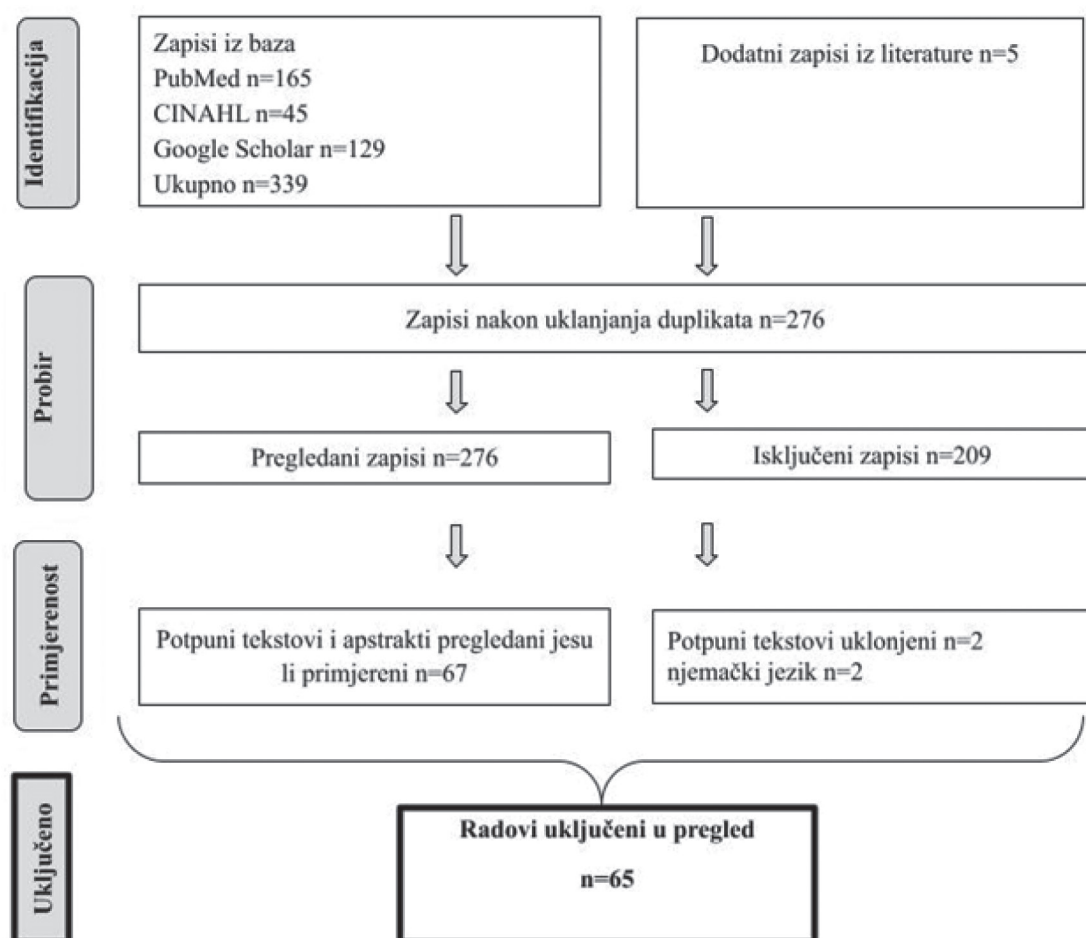 Identifikacija
Zapisi iz baza
PubMed n=165
CINAHL n=45
Google Scholar n=129
Ukupno n=339
Dodatni zapisi iz literature n=5
Probir
Zapisi nakon uklanjanja duplikata n=276
Pregledani zapisi n=276
Isključeni zapisi n=209
Primjerenost
Potpuni tekstovi i apstrakti pregledani jesu
li primjereni n=67
Potpuni tekstovi uklonjeni n=2
njemački jezik n=2
Uključeno
Radovi uključeni u pregled
n=65